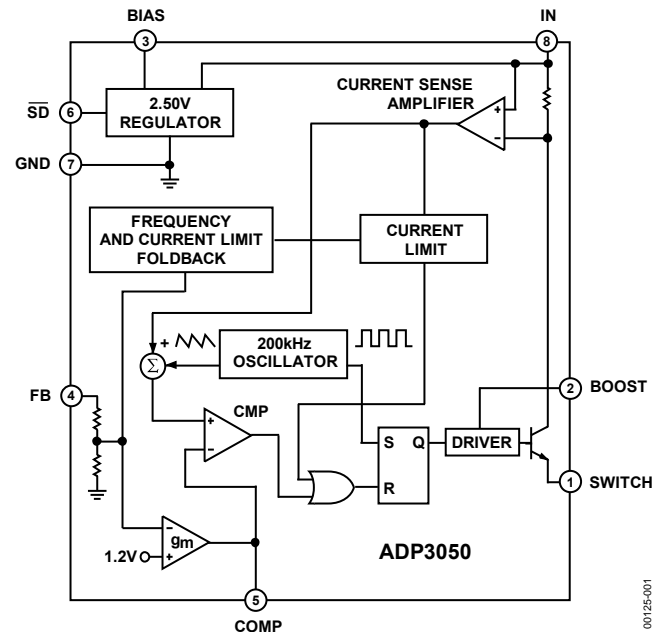 BIAS
IN
3
8
CURRENT SENSE
AMPLIFIER
+
−
SD
6
2.50V
REGULATOR
GND
7
FREQUENCY
AND CURRENT LIMIT
FOLDBACK
CURRENT
LIMIT
+
Σ
200kHz
OSCILLATOR
FB
4
2
BOOST
CMP
+
−
S
Q
R
DRIVER
1
SWITCH
−
gm
1.2V
+
ADP3050
5
COMP
00125-001